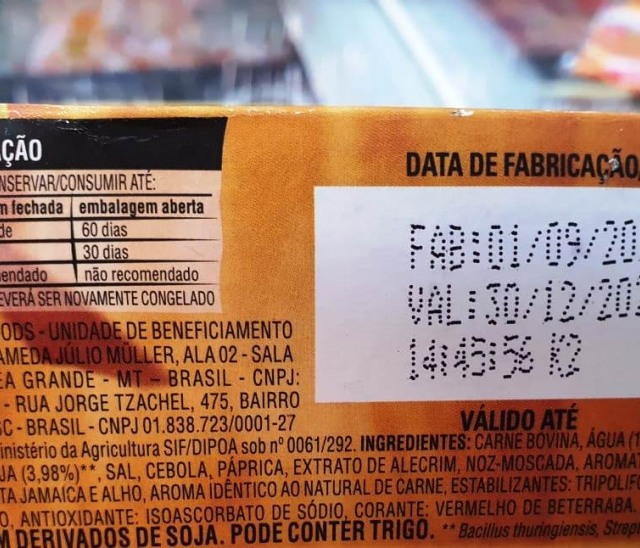 AÇÃO
NSERVAR/CONSUMIR ATÉ:
m fechada embalagem aberta
de 60 dias
30 dias
mendado não recomendado
EVERÁ SER NOVAMENTE CONGELADO
ODS - UNIDADE DE BENEFICIAMENTO
AMEDA JÚLIO MÜLLER, ALA 02 - SALA
EA GRANDE - MT - BRASIL - CNPJ:
- RUA JORGE TZACHEL, 475, BAIRRO
SC - BRASIL - CNPJ 01.838.723/0001-27
DATA DE FABRICAÇÃO
FAB:01/09/20
VAL:30/12/20
14:43:56 K2
VÁLIDO ATÉ
inistério da Agricultura SIF/DIPOA sob nº 0061/292. INGREDIENTES: CARNE BOVINA, ÁGUA (1
JA (3,98%)**, SAL, CEBOLA, PÁPRICA, EXTRATO DE ALECRIM, NOZ-MOSCADA, AROMA
TA JAMAICA E ALHO, AROMA IDÊNTICO AO NATURAL DE CARNE, ESTABILIZANTES: TRIPOLIFO
O, ANTIOXIDANTE: ISOASCORBATO DE SÓDIO, CORANTE: VERMELHO DE BETERRABA.
M DERIVADOS DE SOJA. PODE CONTER TRIGO. ** Bacillus thuringiensis, Strep